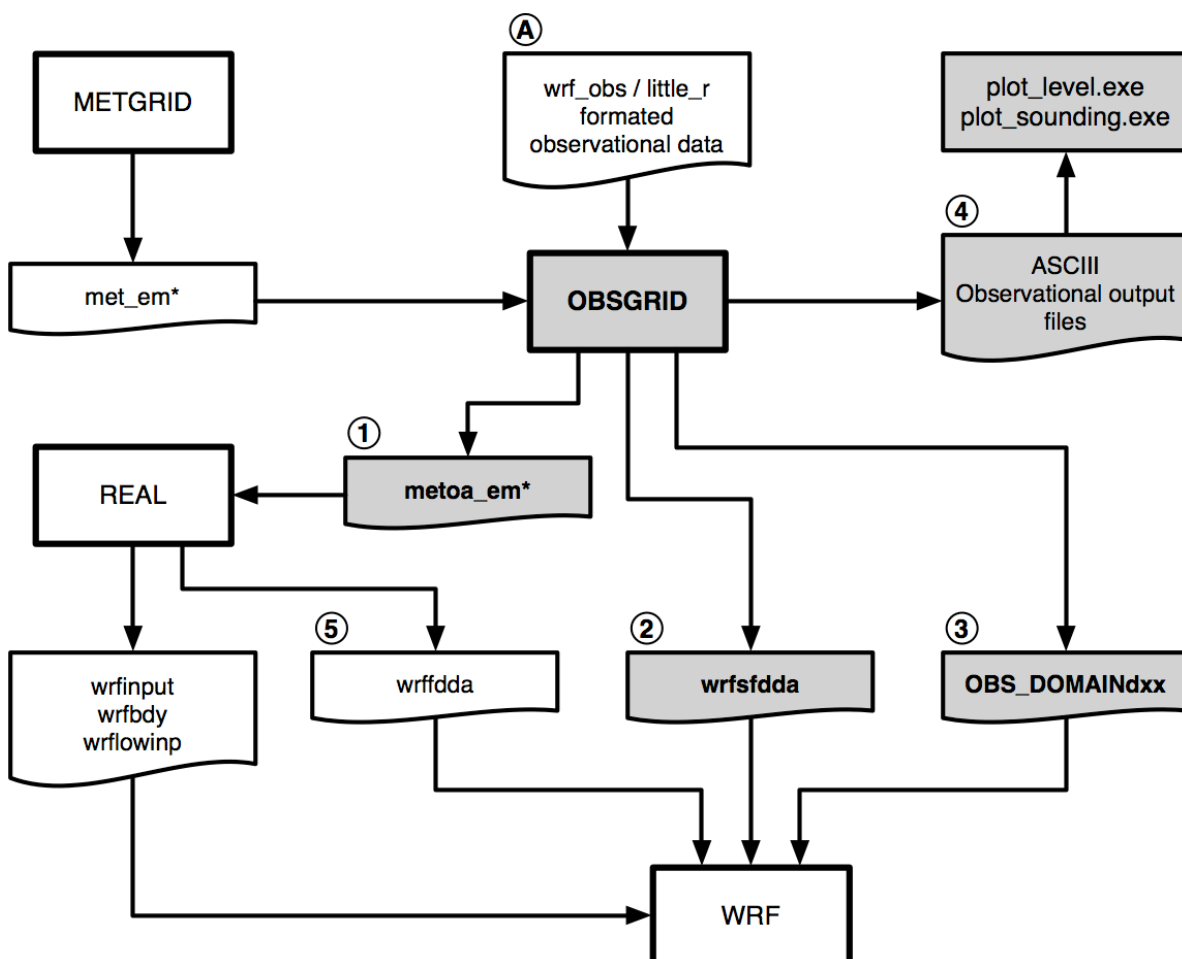 A
METGRID
wrf_obs / little_r
formated
observational data
plot_level.exe
plot_sounding.exe
4
met_em*
OBSGRID
ASCIII
Observational output
files
1
REAL
metoa_em*
5
2
3
wrfinput
wrfbdy
wrflowinp
wrffdda
wrfsfdda
OBS_DOMAINdxx
WRF